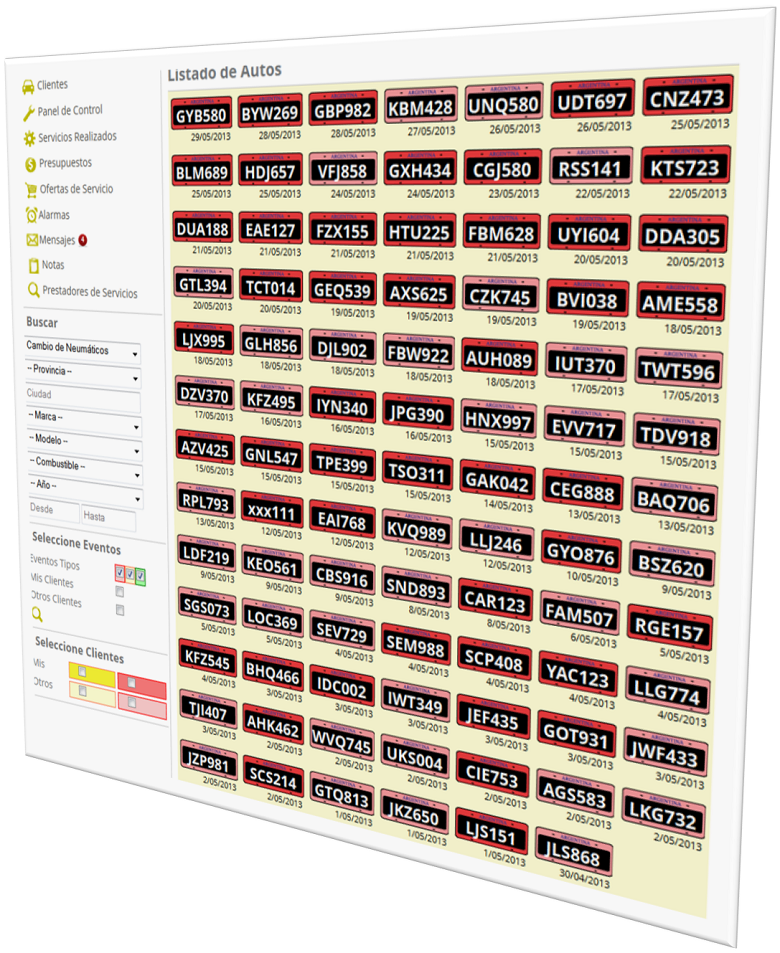 Clientes
Panel de Control
Servicios Realizados
Presupuestos
Ofertas de Servicio
Alarmas
Mensajes 4
Notas
Prestadores de Servicios
Buscar
Cambio de Neumáticos
-- Provincia --
Ciudad
-- Marca --
-- Modelo --
-- Combustible --
-- Año --
Desde Hasta
Seleccione Eventos
Eventos Tipos
Mis Clientes
Otros Clientes
Seleccione Clientes
Mis
Otros
Listado de Autos
GYB580 BYW269 GBP982 KBM428 UNQ580 UDT697 CNZ473
29/05/2013 28/05/2013 28/05/2013 27/05/2013 26/05/2013 26/05/2013 25/05/2013
BLM689 HDJ657 VFJ858 GXH434 CGJ580 RSS141 KTS723
25/05/2013 25/05/2013 24/05/2013 24/05/2013 23/05/2013 22/05/2013 22/05/2013
DUA188 EAE127 FZX155 HTU225 FBM628 UYI604 DDA305
21/05/2013 21/05/2013 21/05/2013 21/05/2013 21/05/2013 20/05/2013 20/05/2013
GTL394 TCT014 GEQ539 AXS625 CZK745 BVI038 AME558
20/05/2013 20/05/2013 19/05/2013 19/05/2013 19/05/2013 19/05/2013 18/05/2013
LJX995 GLH856 DJL902 FBW922 AUH089 IUT370 TWT596
18/05/2013 18/05/2013 18/05/2013 18/05/2013 18/05/2013 17/05/2013 17/05/2013
DZV370 KFZ495 IYN340 JPG390 HNX997 EVV717 TDV918
17/05/2013 16/05/2013 16/05/2013 16/05/2013 15/05/2013 15/05/2013 15/05/2013
AZV425 GNL547 TPE399 TSO311 GAK042 CEG888 BAQ706
15/05/2013 15/05/2013 15/05/2013 15/05/2013 14/05/2013 13/05/2013 13/05/2013
RPL793 xxx111 EAI768 KVQ989 LLJ246 GYO876 BSZ620
13/05/2013 12/05/2013 12/05/2013 12/05/2013 12/05/2013 10/05/2013 9/05/2013
LDF219 KEO561 CBS916 SND893 CAR123 FAM507 RGE157
9/05/2013 9/05/2013 9/05/2013 8/05/2013 8/05/2013 6/05/2013 5/05/2013
SGS073 LOC369 SEV729 SEM988 SCP408 YAC123 LLG774
5/05/2013 5/05/2013 4/05/2013 4/05/2013 4/05/2013 4/05/2013 4/05/2013
KFZ545 BHQ466 IDC002 IWT349 JEF435 GOT931 JWF433
4/05/2013 3/05/2013 3/05/2013 3/05/2013 3/05/2013 3/05/2013 3/05/2013
TJI407 AHK462 WVQ745 UKS004 CIE753 AGS583 LKG732
3/05/2013 2/05/2013 2/05/2013 2/05/2013 2/05/2013 2/05/2013 2/05/2013
JZP981 SCS214 GTQ813 JKZ650 LJS151 JLS868
2/05/2013 2/05/2013 1/05/2013 1/05/2013 1/05/2013 30/04/2013